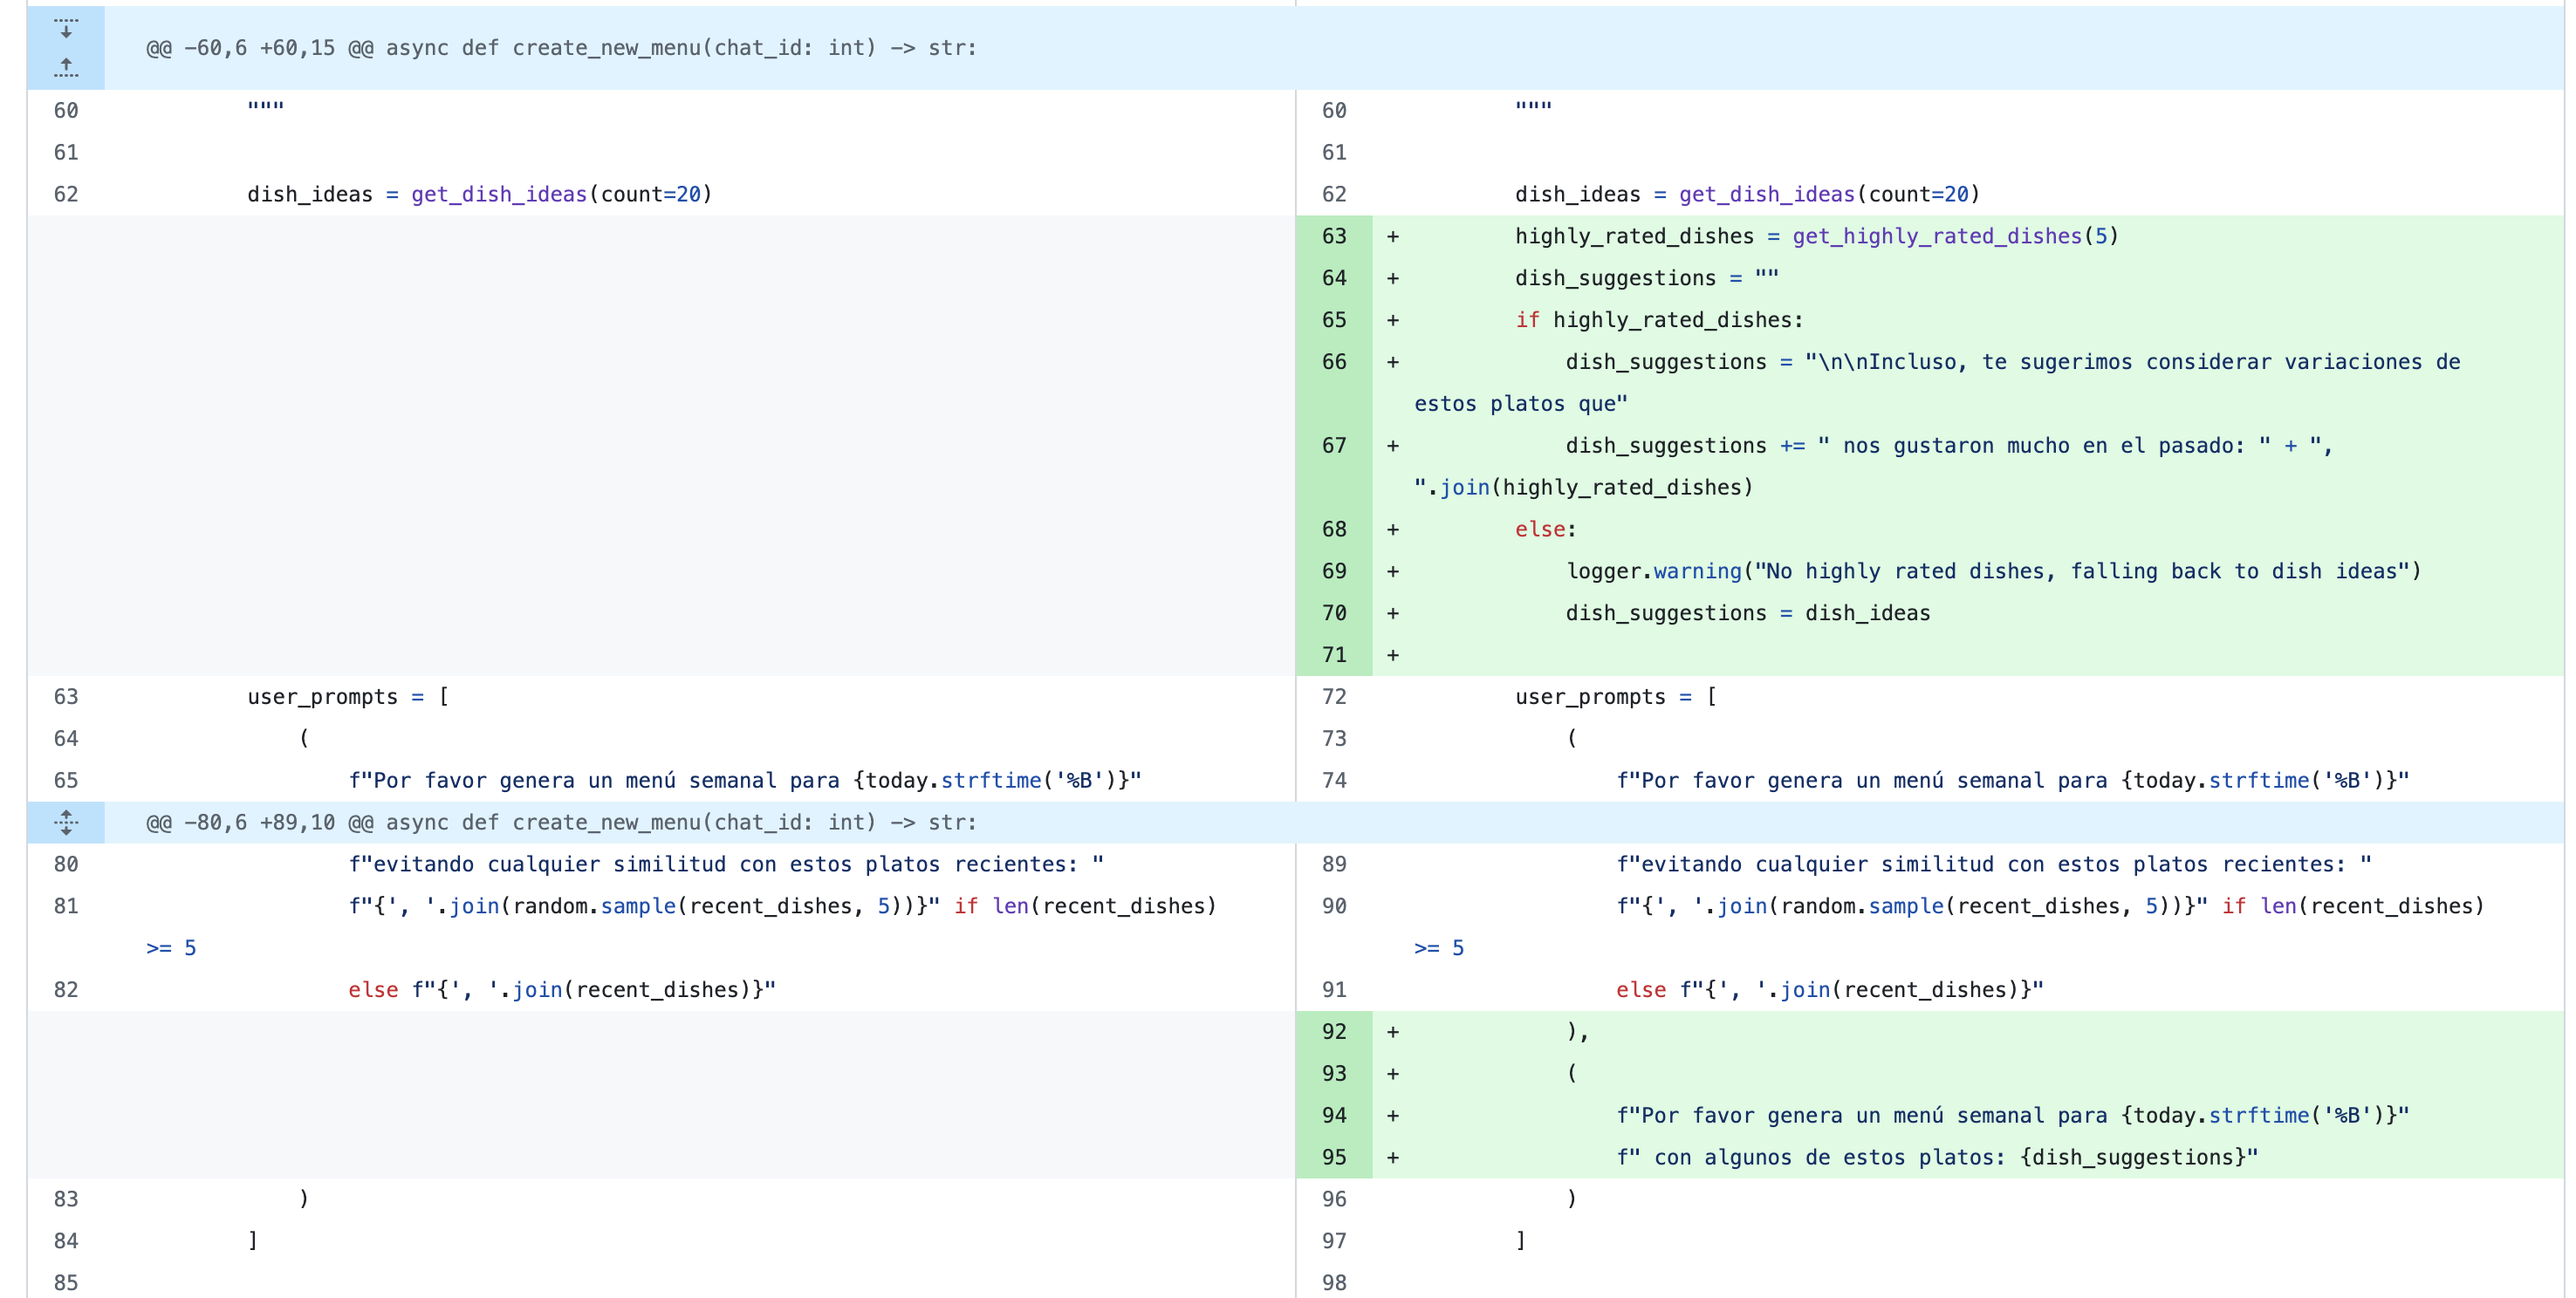 @@ -60,6 +60,15 @@ async def create_new_menu(chat_id: int) -> str:
60 """ 60 """
61 61
62 dish_ideas = get_dish_ideas(count=20) 62 dish_ideas = get_dish_ideas(count=20)
63 + highly_rated_dishes = get_highly_rated_dishes(5)
64 + dish_suggestions = ""
65 + if highly_rated_dishes:
66 + dish_suggestions = "\n\nIncluso, te sugerimos considerar variaciones de
estos platos que"
67 + dish_suggestions += " nos gustaron mucho en el pasado: " + ",
".join(highly_rated_dishes)
68 + else:
69 + logger.warning("No highly rated dishes, falling back to dish ideas")
70 + dish_suggestions = dish_ideas
71 +
63 user_prompts = [ 72 user_prompts = [
64 ( 73 (
65 f"Por favor genera un menú semanal para {today.strftime('%B')}" 74 f"Por favor genera un menú semanal para {today.strftime('%B')}"
@@ -80,6 +89,10 @@ async def create_new_menu(chat_id: int) -> str:
80 f"evitando cualquier similitud con estos platos recientes: " 89 f"evitando cualquier similitud con estos platos recientes: "
81 f"{', '.join(random.sample(recent_dishes, 5))}" if len(recent_dishes) 90 f"{', '.join(random.sample(recent_dishes, 5))}" if len(recent_dishes)
>= 5 >= 5
82 else f"{', '.join(recent_dishes)}" 91 else f"{', '.join(recent_dishes)}"
92 + ),
93 + (
94 + f"Por favor genera un menú semanal para {today.strftime('%B')}"
95 + f" con algunos de estos platos: {dish_suggestions}"
83 ) 96 )
84 ] 97 ]
85 98